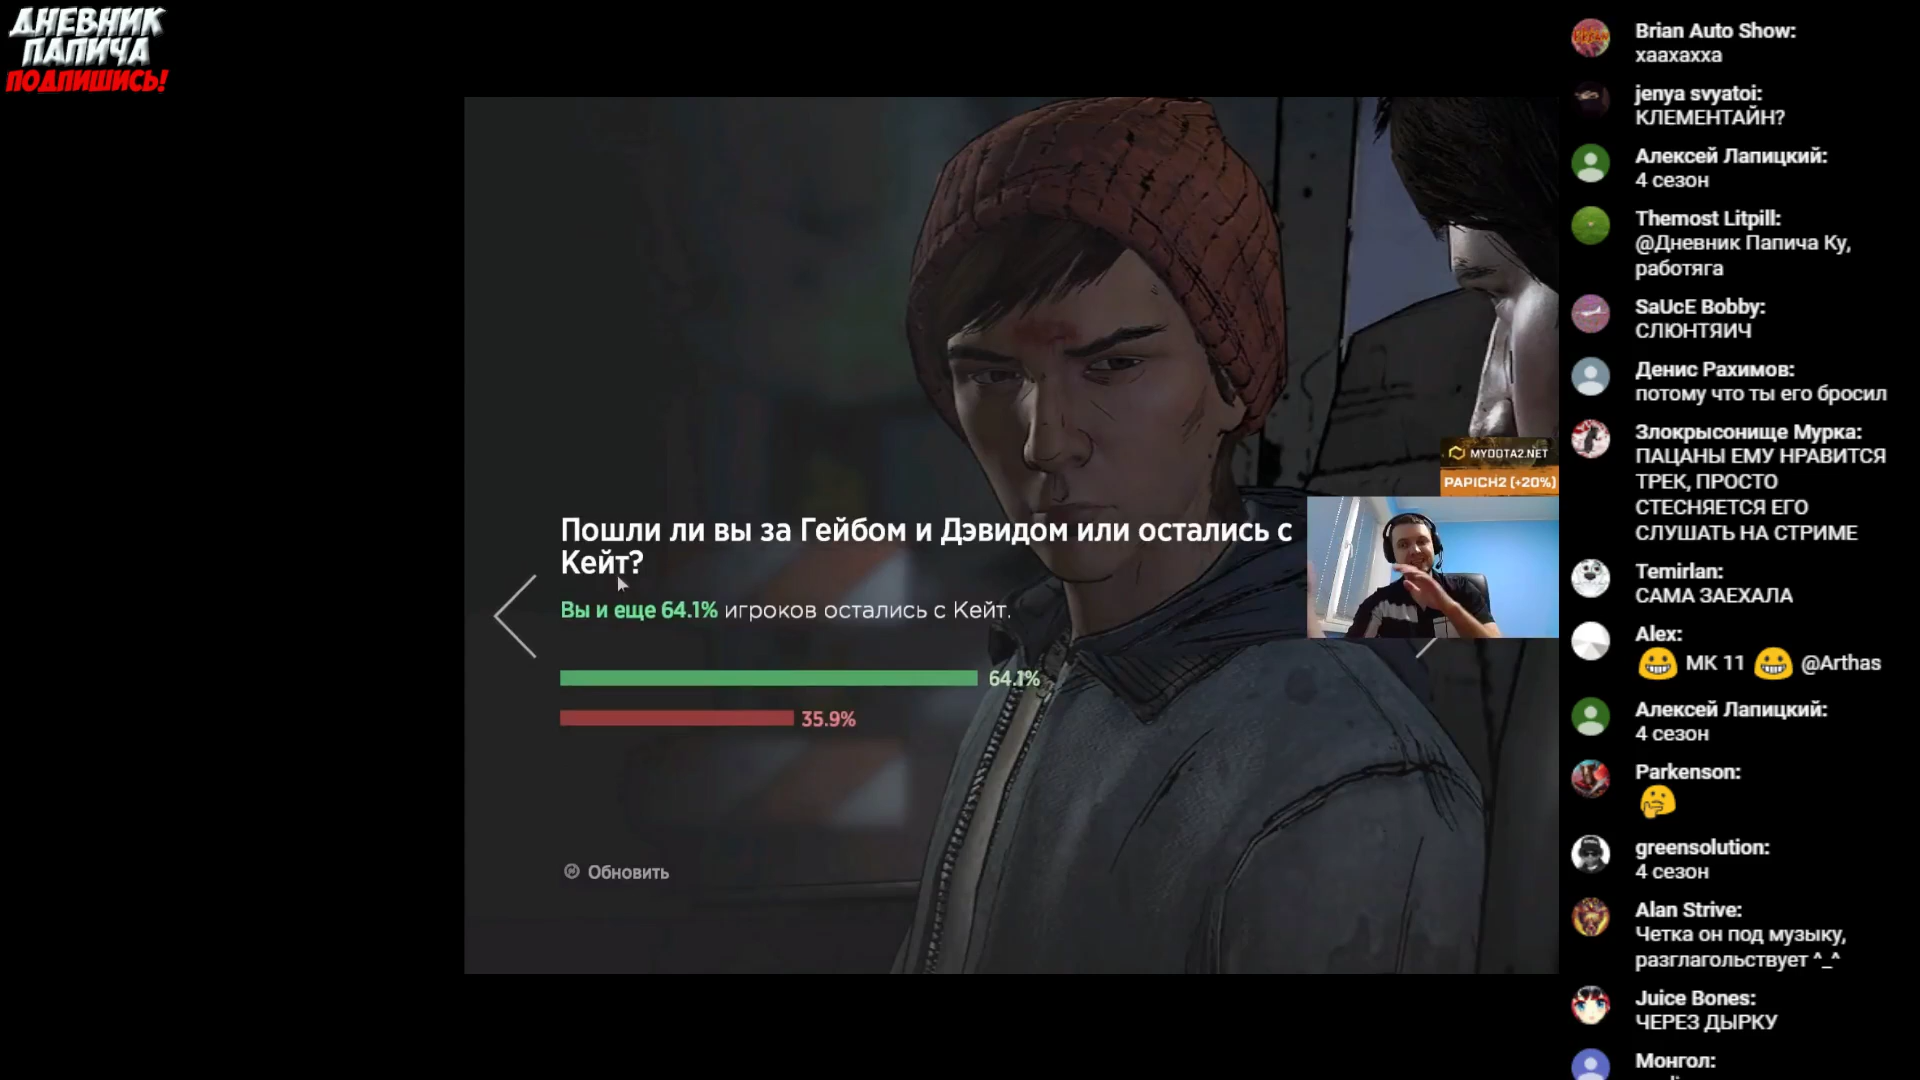 ДНЕВНИК
ПАПИЧА
ПОДПИШИСЬ!
Пошли ли вы за Гейбом и Дэвидом или остались с
Кейт?
Вы и еще 64.1% игроков остались с Кейт.
64.1%
35.9%
Обновить
MYDOTA2.NET
PAPICH2 (+20%)
Brian Auto Show:
хаахахха
jenya svyatoi:
КЛЕМЕНТАЙН?
Алексей Лапицкий:
4 сезон
Themost Litpill:
@Дневник Папича Ку,
работяга
SaUcE Bobby:
СЛЮНТЯИЧ
Денис Рахимов:
потому что ты его бросил
Злокрысонище Мурка:
ПАЦАНЫ ЕМУ НРАВИТСЯ
ТРЕК, ПРОСТО
СТЕСНЯЕТСЯ ЕГО
СЛУШАТЬ НА СТРИМЕ
Temirlan:
САМА ЗАЕХАЛА
Alex:
😀 МК 11 😀 @Arthas
Алексей Лапицкий:
4 сезон
Parkenson:
🤔
greensolution:
4 сезон
Alan Strive:
Четка он под музыку,
разглагольствует ^_^
Juice Bones:
ЧЕРЕЗ ДЫРКУ
Монгол: